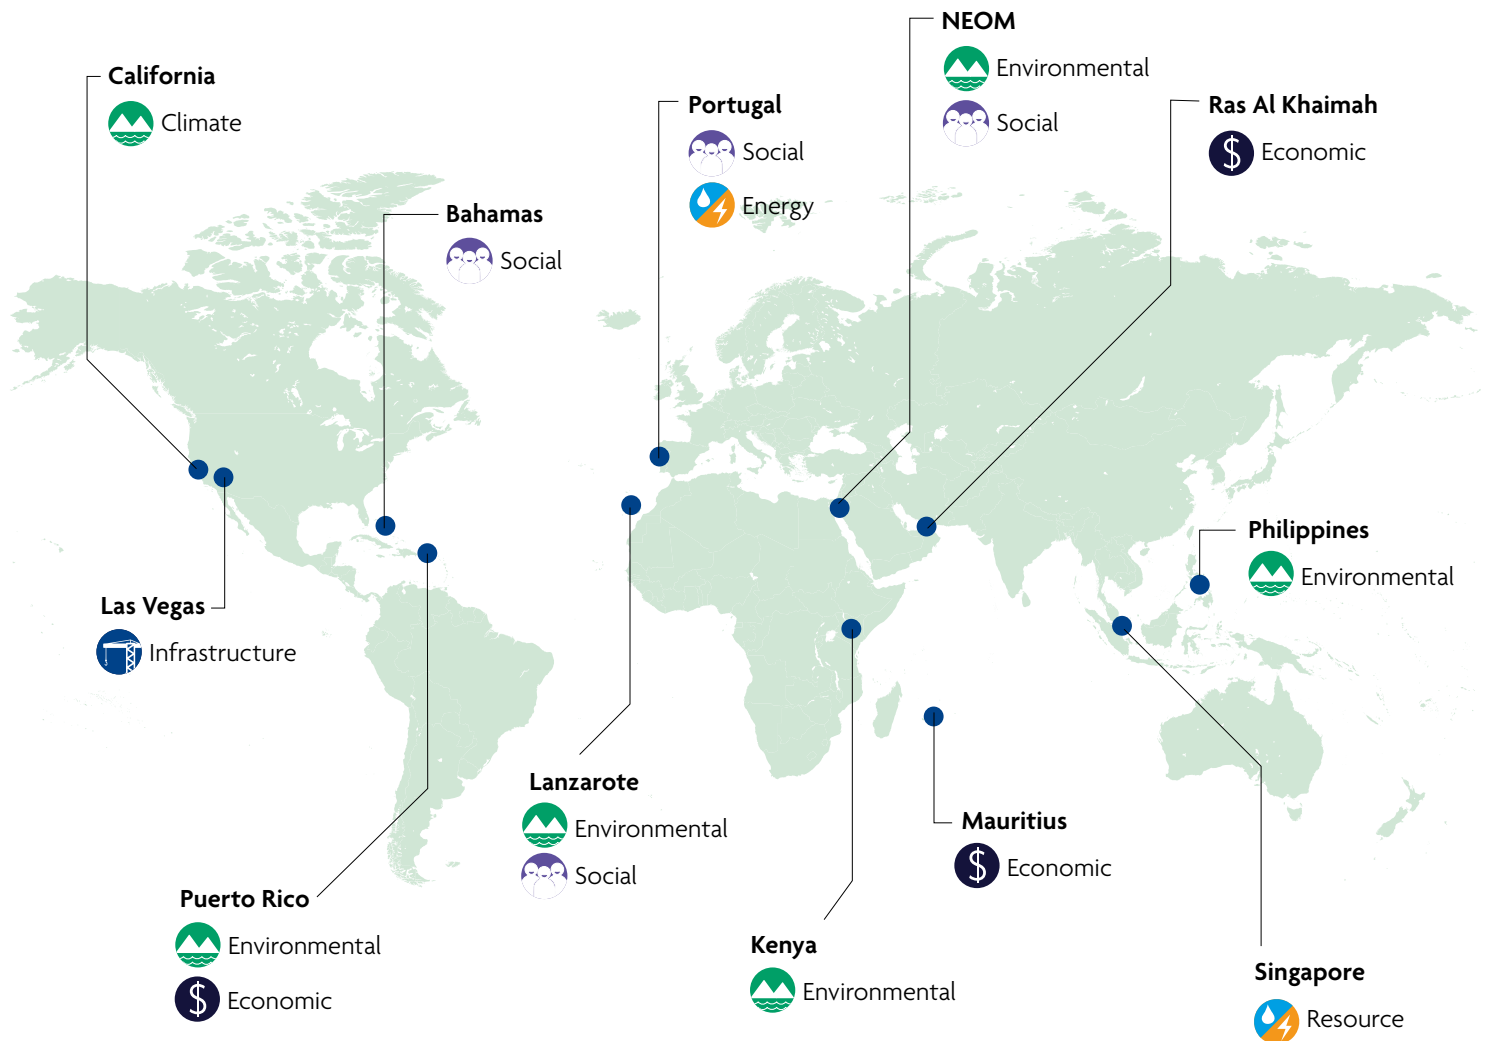 NEOM
Environmental
Social
California
Climate
Portugal
Social
Energy
Ras Al Khaimah
$ Economic
Bahamas
Social
Philippines
Environmental
Las Vegas
Infrastructure
Lanzarote
Environmental
Social
Mauritius
$ Economic
Puerto Rico
Environmental
$ Economic
Kenya
Environmental
Singapore
Resource